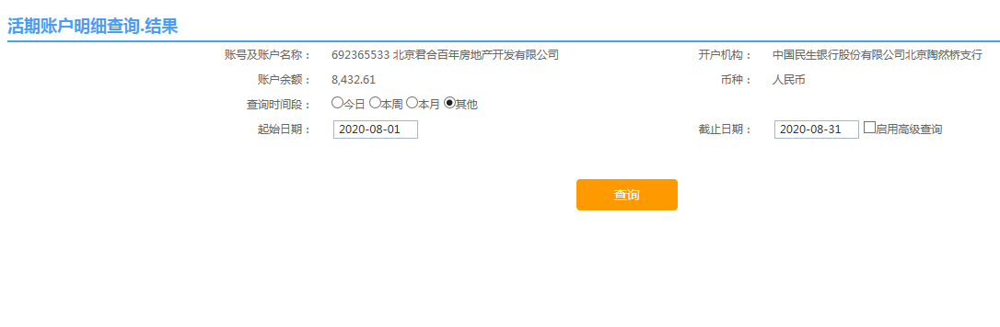 活期账户明细查询.结果
账号及账户名称： 692365533 北京君合百年房地产开发有限公司 开户机构： 中国民生银行股份有限公司北京陶然桥支行
账户余额： 8,432.61 币种： 人民币
查询时间段： 今日 本周 本月 其他
起始日期： 2020-08-01 截止日期： 2020-08-31 启用高级查询
查询